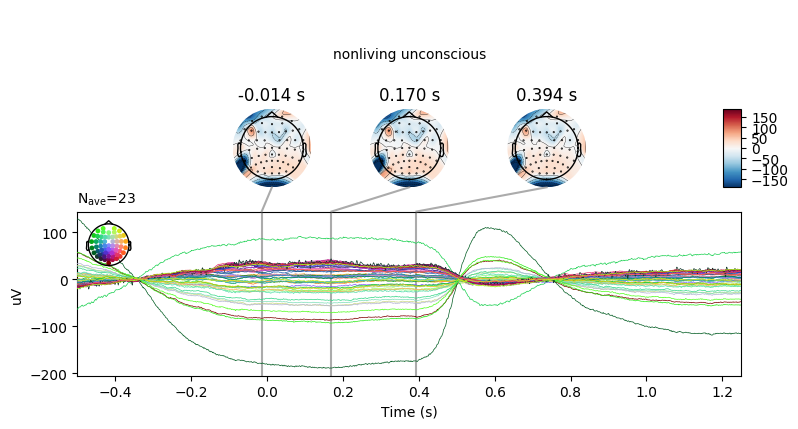 nonliving unconscious
-0.014 s 0.170 s 0.394 s
150
100
50
0
−50
−100
−150
Nave=23
100
0
−100
−200
uV
−0.4 −0.2 0.0 0.2 0.4 0.6 0.8 1.0 1.2
Time (s)